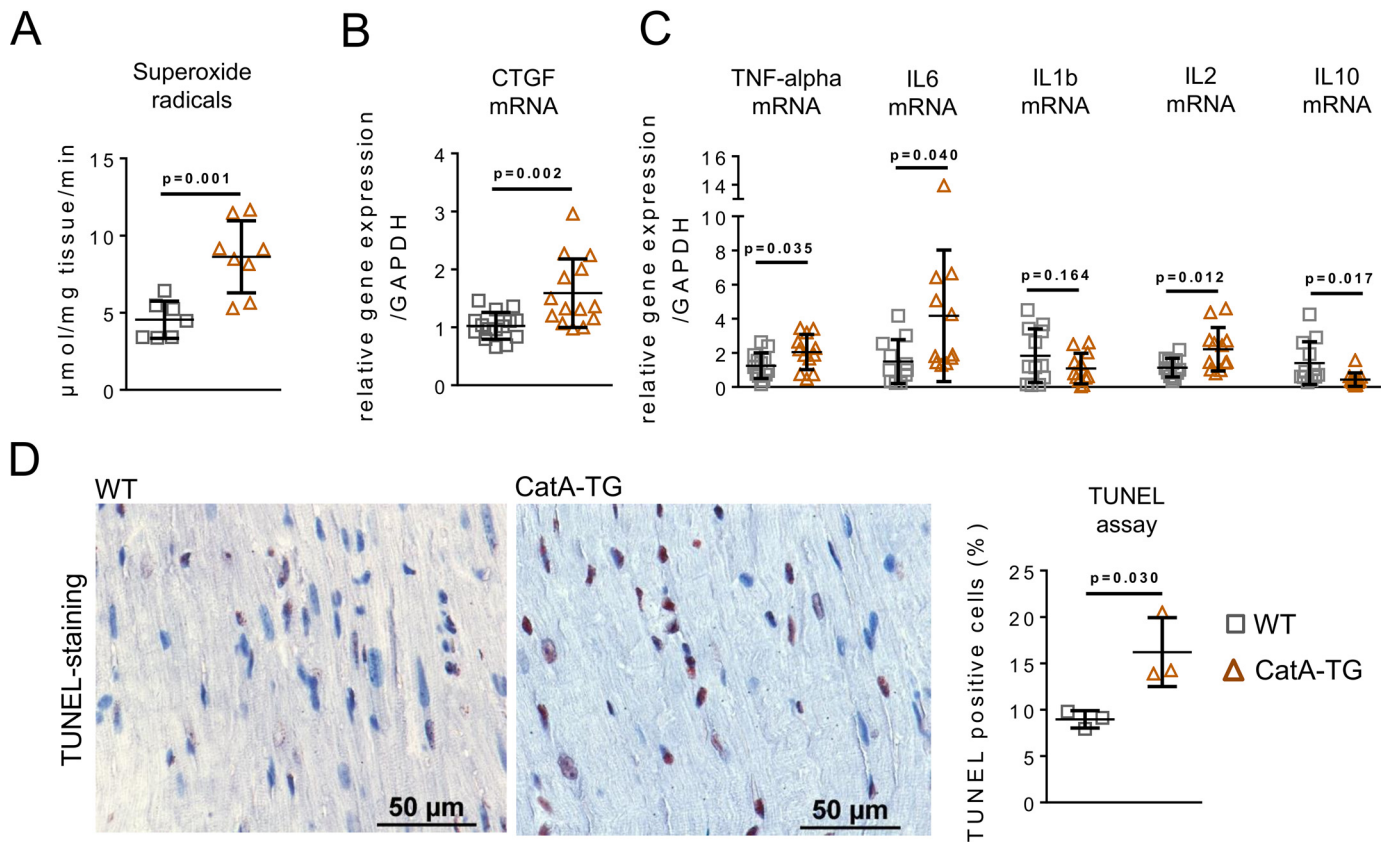 A
Superoxide
radicals
µmol/mg tissue/min
15
10
5
0
p=0.001
B
CTGF
mRNA
relative gene expression
/GAPDH
4
3
2
1
0
p=0.002
C
relative gene expression
/GAPDH
16
14
10
8
6
4
2
0
TNF-alpha
mRNA
p=0.035
IL6
mRNA
p=0.040
IL1b
mRNA
p=0.164
IL2
mRNA
p=0.012
IL10
mRNA
p=0.017
D
TUNEL-staining
WT
50 µm
CatA-TG
50 µm
TUNEL
assay
TUNEL positive cells (%)
25
20
15
10
5
0
p=0.030
WT
CatA-TG